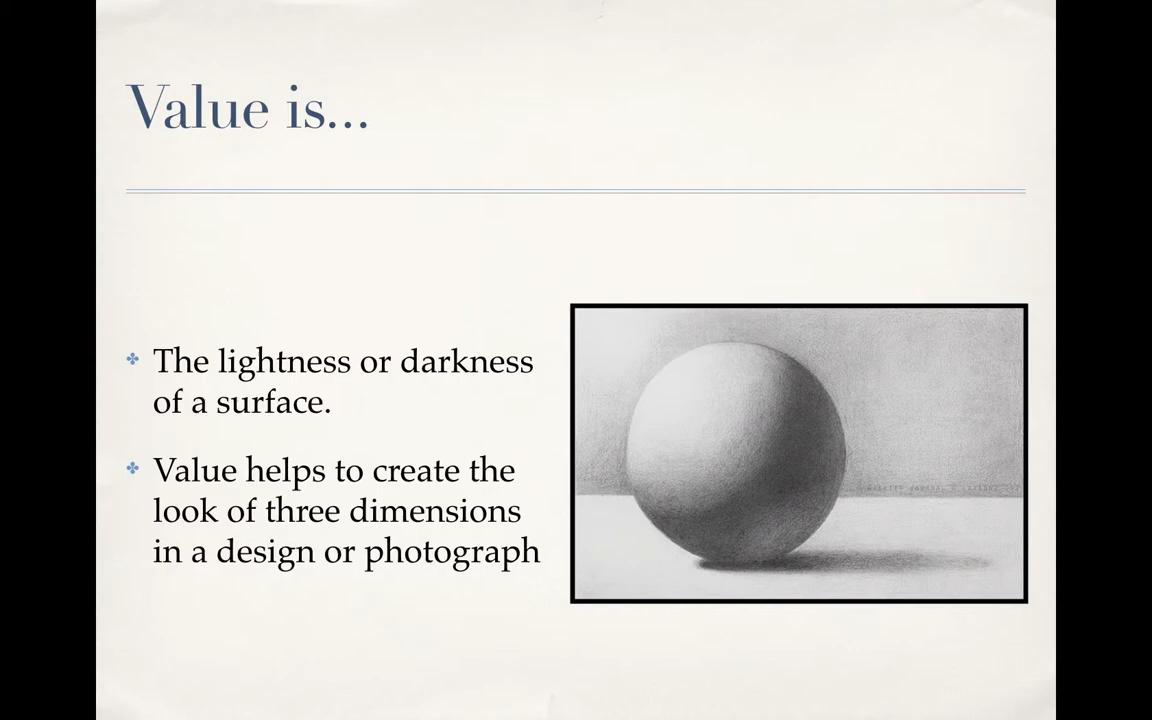 Value is...
The lightness or darkness
of a surface.
Value helps to create the
look of three dimensions
in a design or photograph